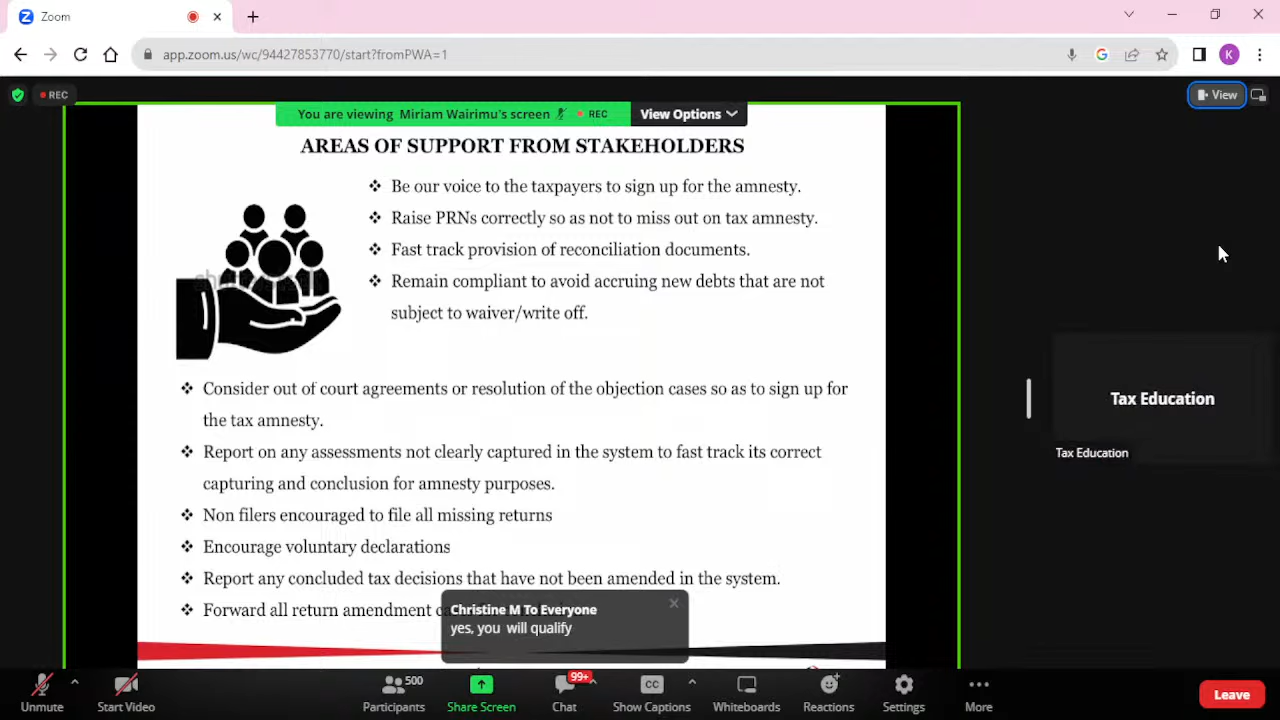 Zoom
app.zoom.us/wc/94427853770/start?fromPWA=1
K
REC
You are viewing Miriam Wairimu's screen REC
View Options
View
AREAS OF SUPPORT FROM STAKEHOLDERS
❖ Be our voice to the taxpayers to sign up for the amnesty.
❖ Raise PRNs correctly so as not to miss out on tax amnesty.
❖ Fast track provision of reconciliation documents.
❖ Remain compliant to avoid accruing new debts that are not
subject to waiver/write off.
❖ Consider out of court agreements or resolution of the objection cases so as to sign up for
the tax amnesty.
❖ Report on any assessments not clearly captured in the system to fast track its correct
capturing and conclusion for amnesty purposes.
❖ Non filers encouraged to file all missing returns
❖ Encourage voluntary declarations
❖ Report any concluded tax decisions that have not been amended in the system.
❖ Forward all return amendment
Christine M To Everyone
yes, you will qualify
Tax Education
Tax Education
Unmute
Start Video
500
Participants
Share Screen
99+
Chat
CC
Show Captions
Whiteboards
Reactions
Settings
More
Leave